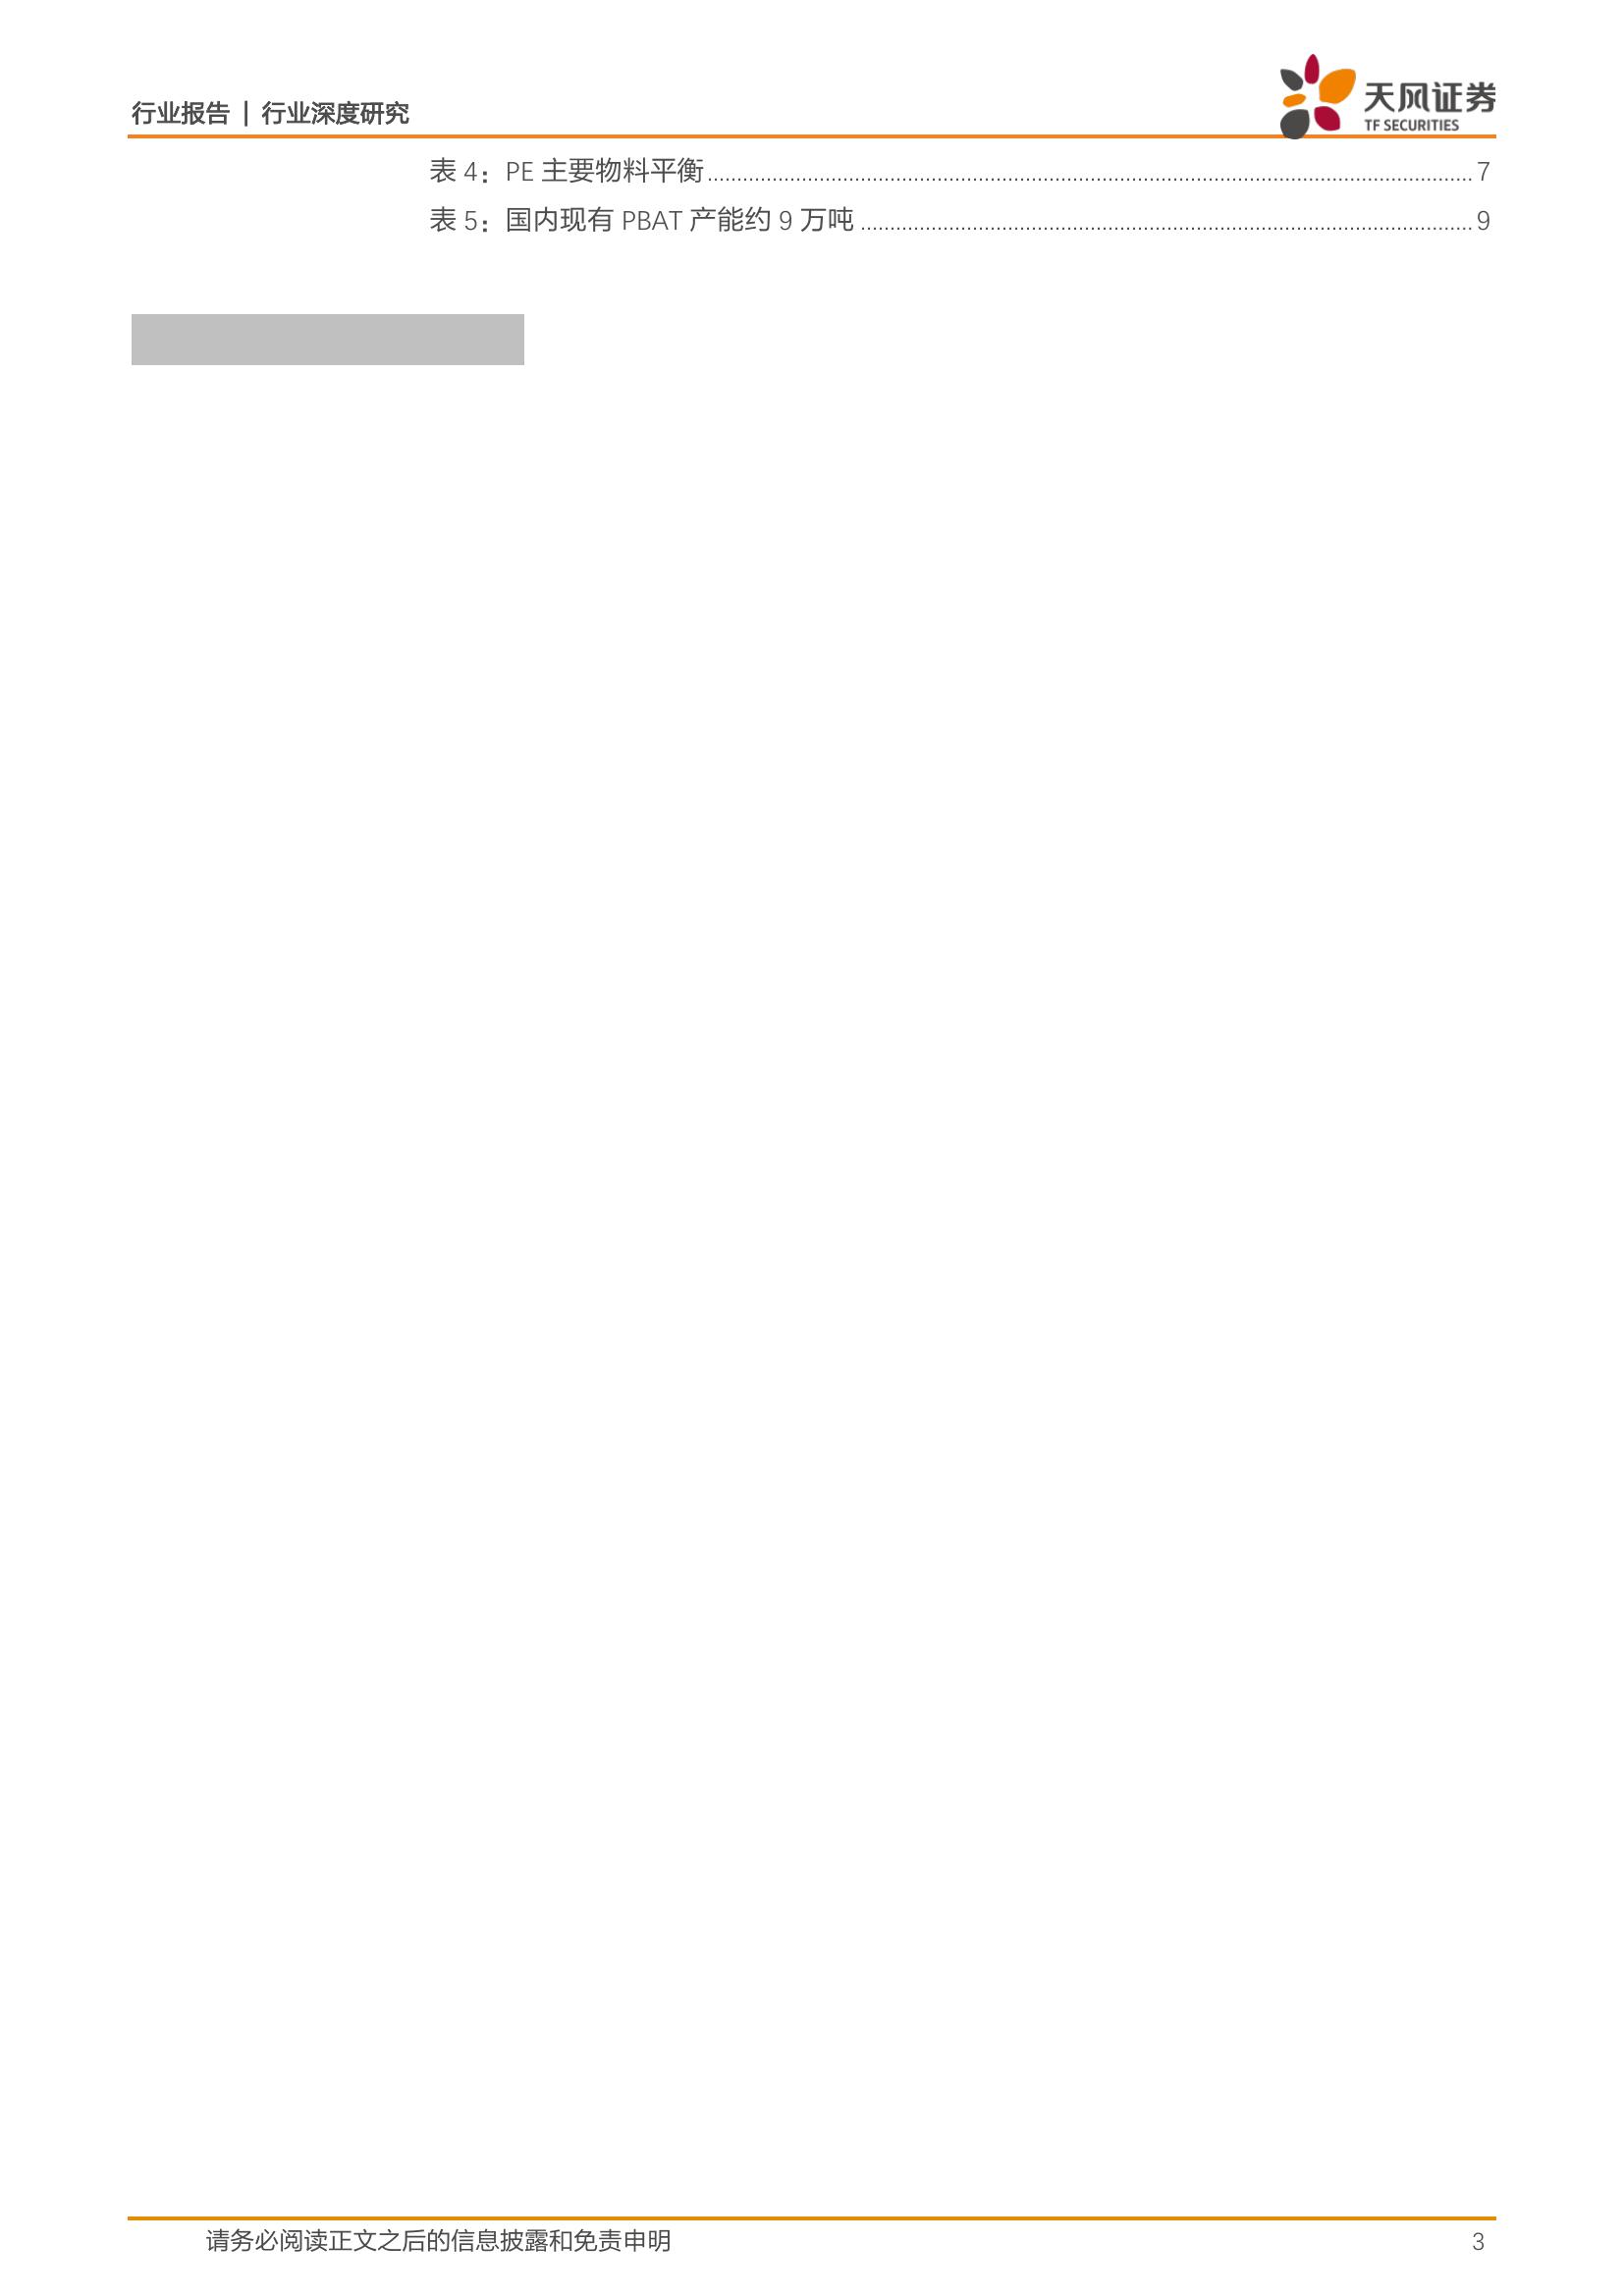 行业报告 | 行业深度研究
天风证券
TF SECURITIES
表 4：PE 主要物料平衡........................................7
表 5：国内现有 PBAT 产能约 9 万吨........................................9
请务必阅读正文之后的信息披露和免责申明
3